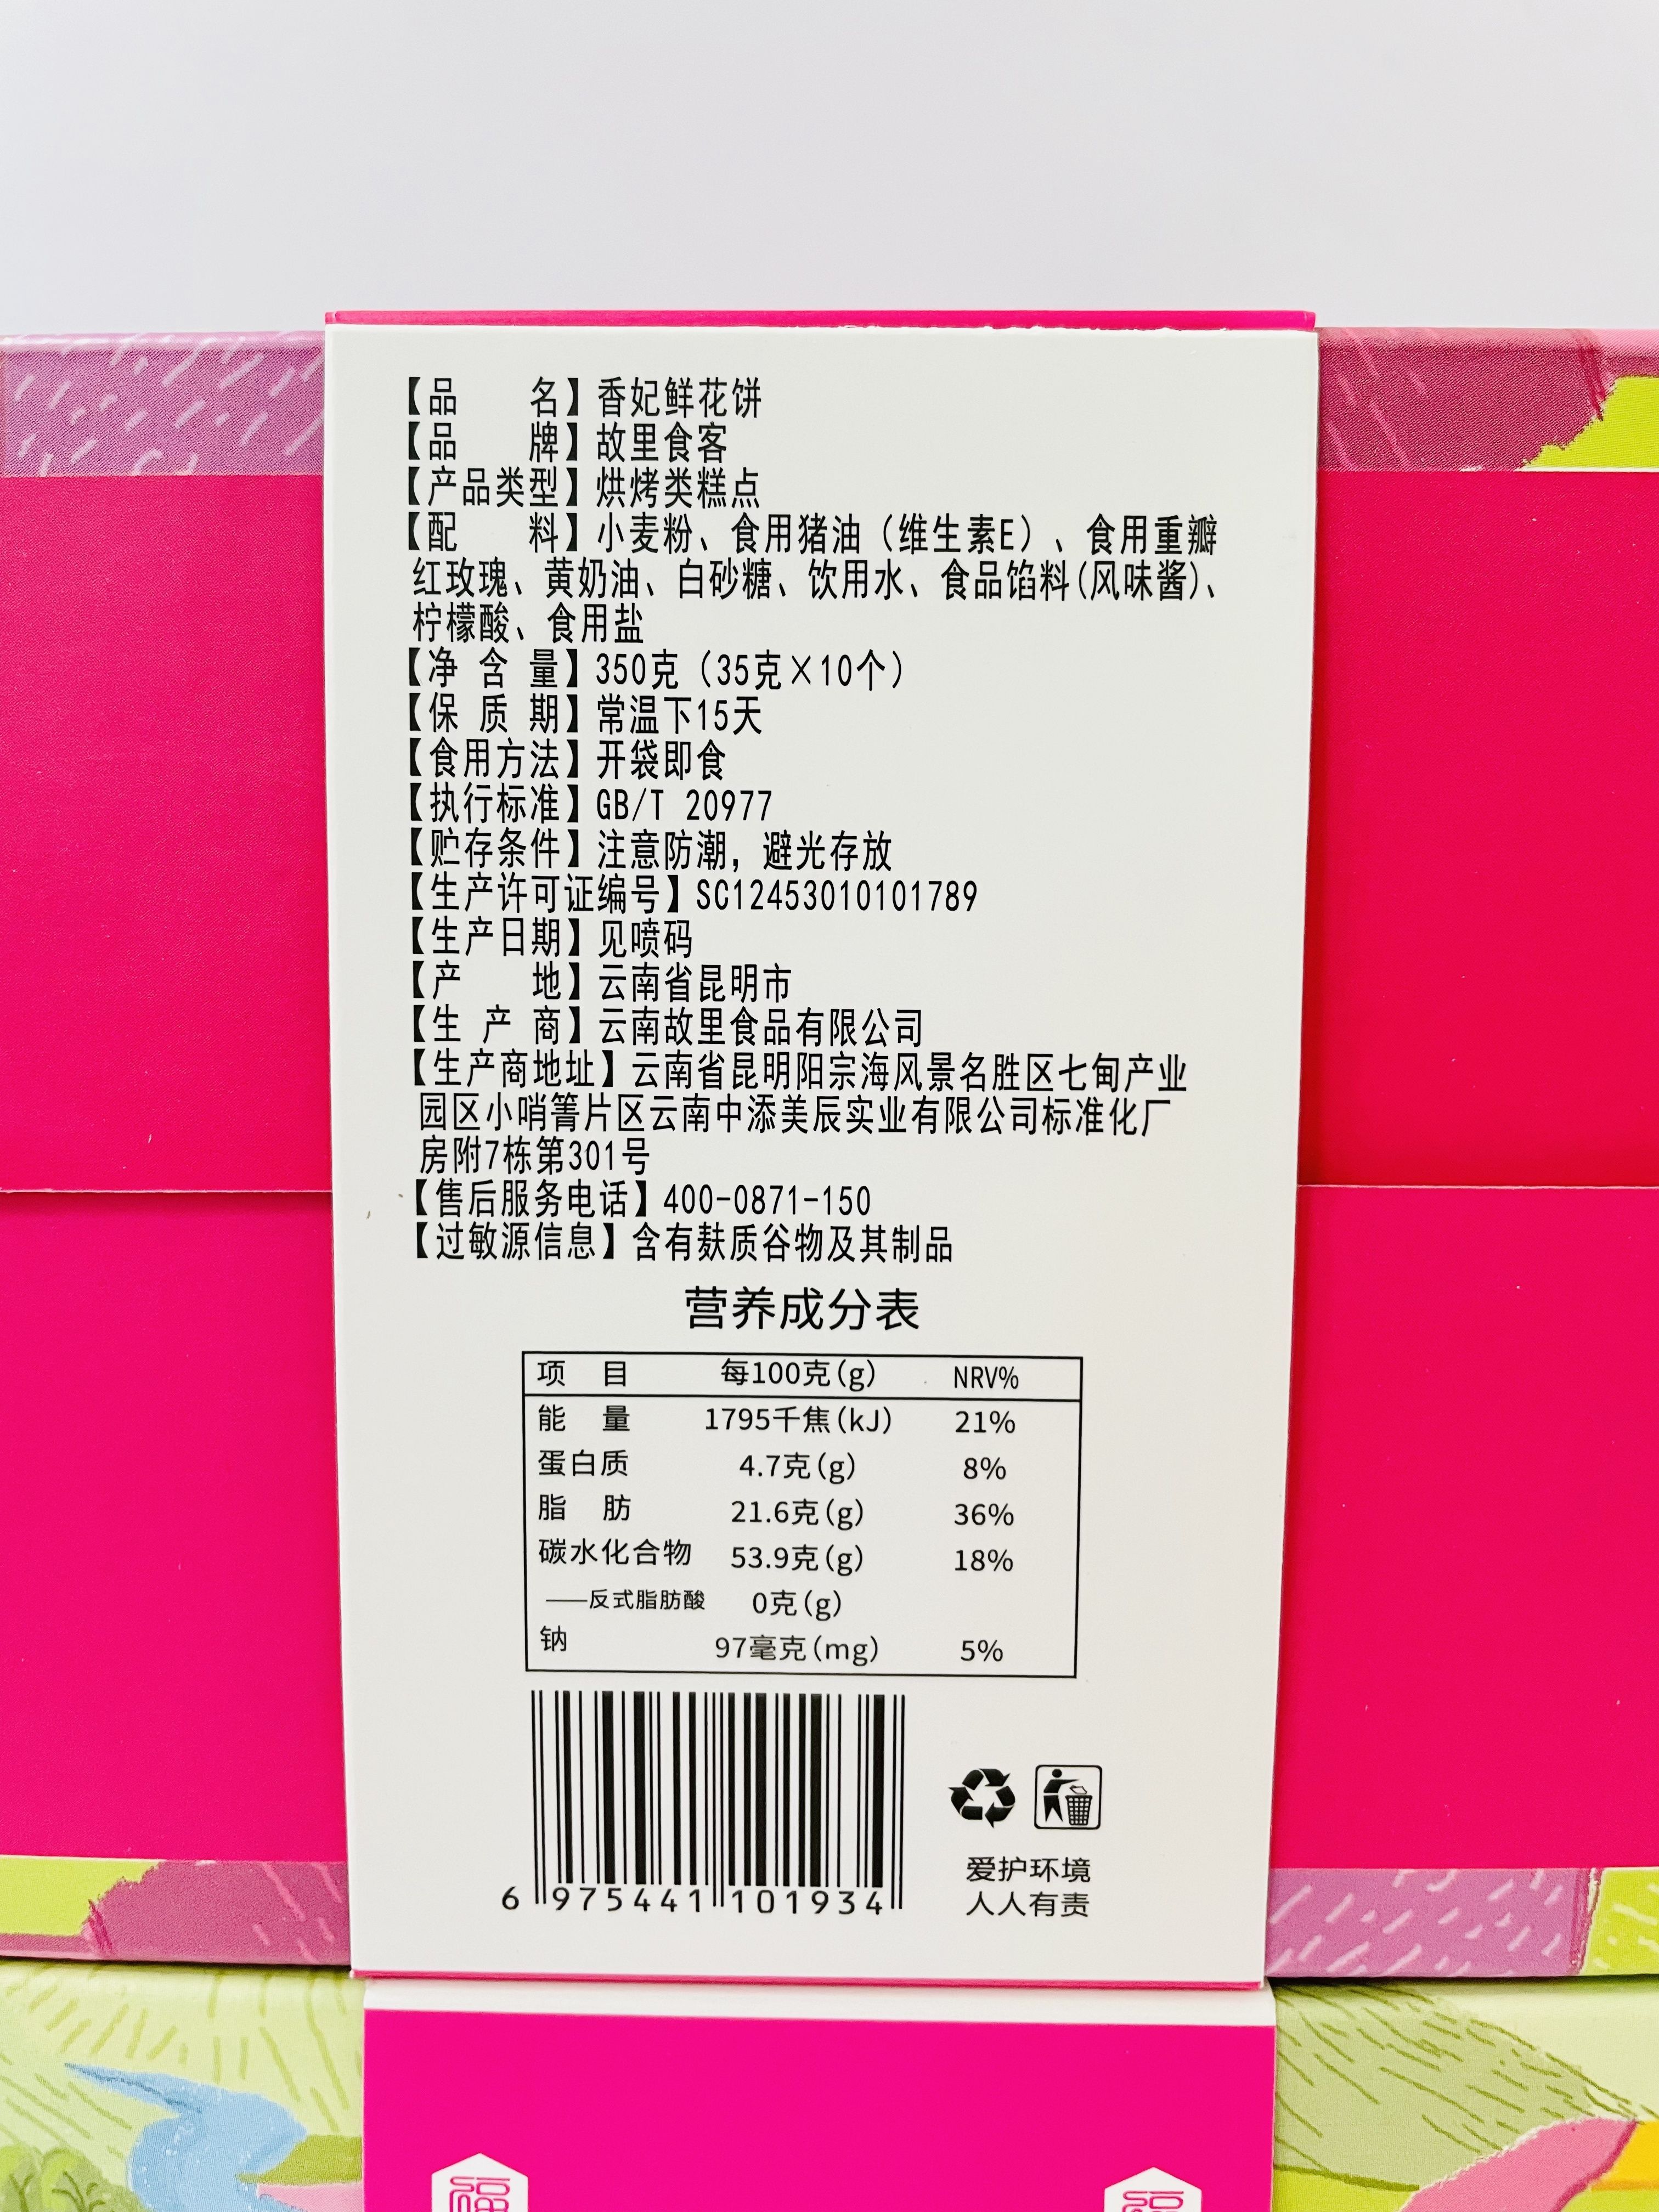 【品 名】香妃鲜花饼
【品 牌】故里食客
【产品类型】烘烤类糕点
【配 料】小麦粉、食用猪油（维生素E）、食用重瓣
红玫瑰、黄奶油、白砂糖、饮用水、食品馅料(风味酱)、
柠檬酸、食用盐
【净 含 量】350克（35克×10个）
【保 质 期】常温下15天
【食用方法】开袋即食
【执行标准】GB/T 20977
【贮存条件】注意防潮，避光存放
【生产许可证编号】SC12453010101789
【生产日期】见喷码
【产 地】云南省昆明市
【生 产 商】云南故里食品有限公司
【生产商地址】云南省昆明阳宗海风景名胜区七甸产业
园区小哨箐片区云南中添美辰实业有限公司标准化厂
房附7栋第301号
【售后服务电话】400-0871-150
【过敏源信息】含有麸质谷物及其制品
营养成分表
项 目 每100克(g) NRV%
能 量 1795千焦(kJ) 21%
蛋白质 4.7克(g) 8%
脂 肪 21.6克(g) 36%
碳水化合物 53.9克(g) 18%
——反式脂肪酸 0克(g)
钠 97毫克(mg) 5%
6 975441 101934
爱护环境
人人有责
福 福